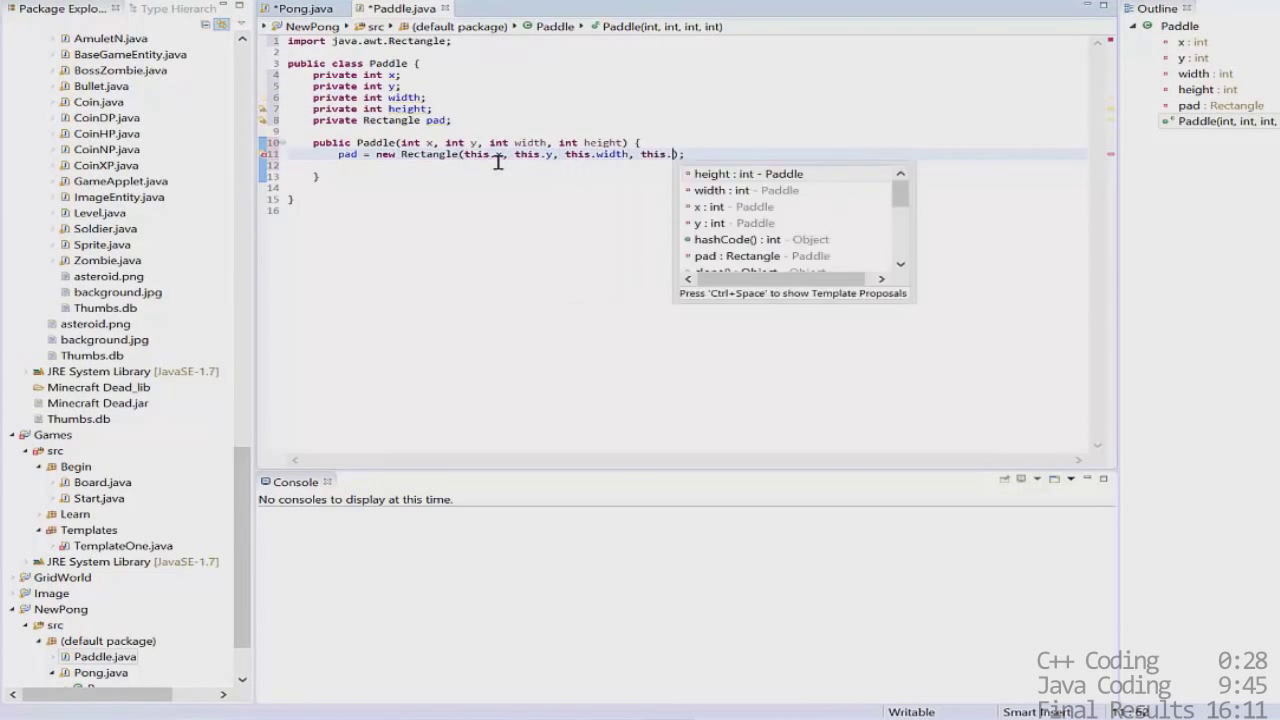 Package Explo...
Type Hierarch
*Pong.java
*Paddle.java
Outline
NewPong
src
(default package)
Paddle
Paddle(int, int, int, int)
AmuletN.java
BaseGameEntity.java
BossZombie.java
Bullet.java
Coin.java
CoinDP.java
CoinHP.java
CoinNP.java
CoinXP.java
GameApplet.java
ImageEntity.java
Level.java
Soldier.java
Sprite.java
Zombie.java
asteroid.png
background.jpg
Thumbs.db
asteroid.png
background.jpg
Thumbs.db
JRE System Library [JavaSE-1.7]
Minecraft Dead_lib
Minecraft Dead.jar
Thumbs.db
Games
src
Begin
Board.java
Start.java
Learn
Templates
TemplateOne.java
JRE System Library [JavaSE-1.7]
GridWorld
Image
NewPong
src
(default package)
Paddle.java
Pong.java
1 import java.awt.Rectangle;
2
3 public class Paddle {
4 private int x;
5 private int y;
6 private int width;
7 private int height;
8 private Rectangle pad;
9
10 public Paddle(int x, int y, int width, int height) {
11 pad = new Rectangle(this.x, this.y, this.width, this.);
12
13 }
14
15 }
16
height : int - Paddle
width : int - Paddle
x : int - Paddle
y : int - Paddle
hashCode() : int - Object
pad : Rectangle - Paddle
Press 'Ctrl+Space' to show Template Proposals
Console
No consoles to display at this time.
Paddle
x : int
y : int
width : int
height : int
pad : Rectangle
Paddle(int, int, int,
C++ Coding 0:28
Java Coding 9:45
Final Results 16:11
Writable
Smart Insert